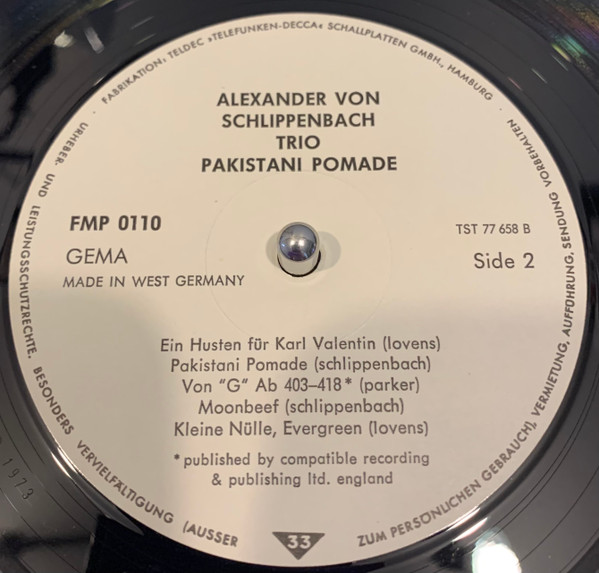 FABRIKATION: TELDEC »TELEFUNKEN-DECCA« SCHALLPLATTEN GMBH., HAMBURG
URHEBER- UND LEISTUNGSSCHUTZRECHTE. BESONDERS VERVIELFÄLTIGUNG (AUSSER ZUM PERSÖNLICHEN GEBRAUCH), VERMIETUNG, AUFFÜHRUNG, SENDUNG VORBEHALTEN
ALEXANDER VON
SCHLIPPENBACH
TRIO
PAKISTANI POMADE
FMP 0110
GEMA
MADE IN WEST GERMANY
TST 77 658 B
Side 2
Ein Husten für Karl Valentin (lovens)
Pakistani Pomade (schlippenbach)
Von "G" Ab 403–418* (parker)
Moonbeef (schlippenbach)
Kleine Nülle, Evergreen (lovens)
*published by compatible recording
& publishing ltd. england
33
1973